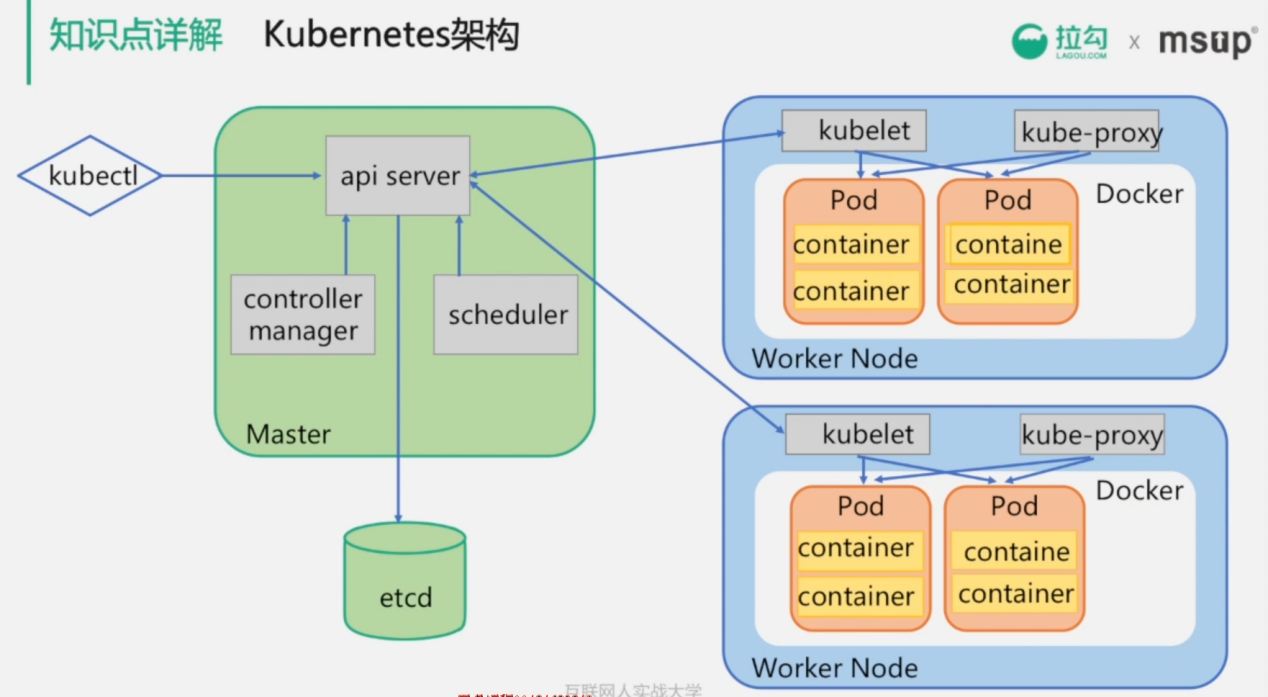 知识点详解 Kubernetes架构
拉勾
LAGOU.COM
x
msup®
kubectl
api server
controller
manager
scheduler
Master
etcd
kubelet
kube-proxy
Docker
Pod
container
container
Pod
containe
container
Worker Node
kubelet
kube-proxy
Docker
Pod
container
container
Pod
containe
container
Worker Node
互联网人实战大学